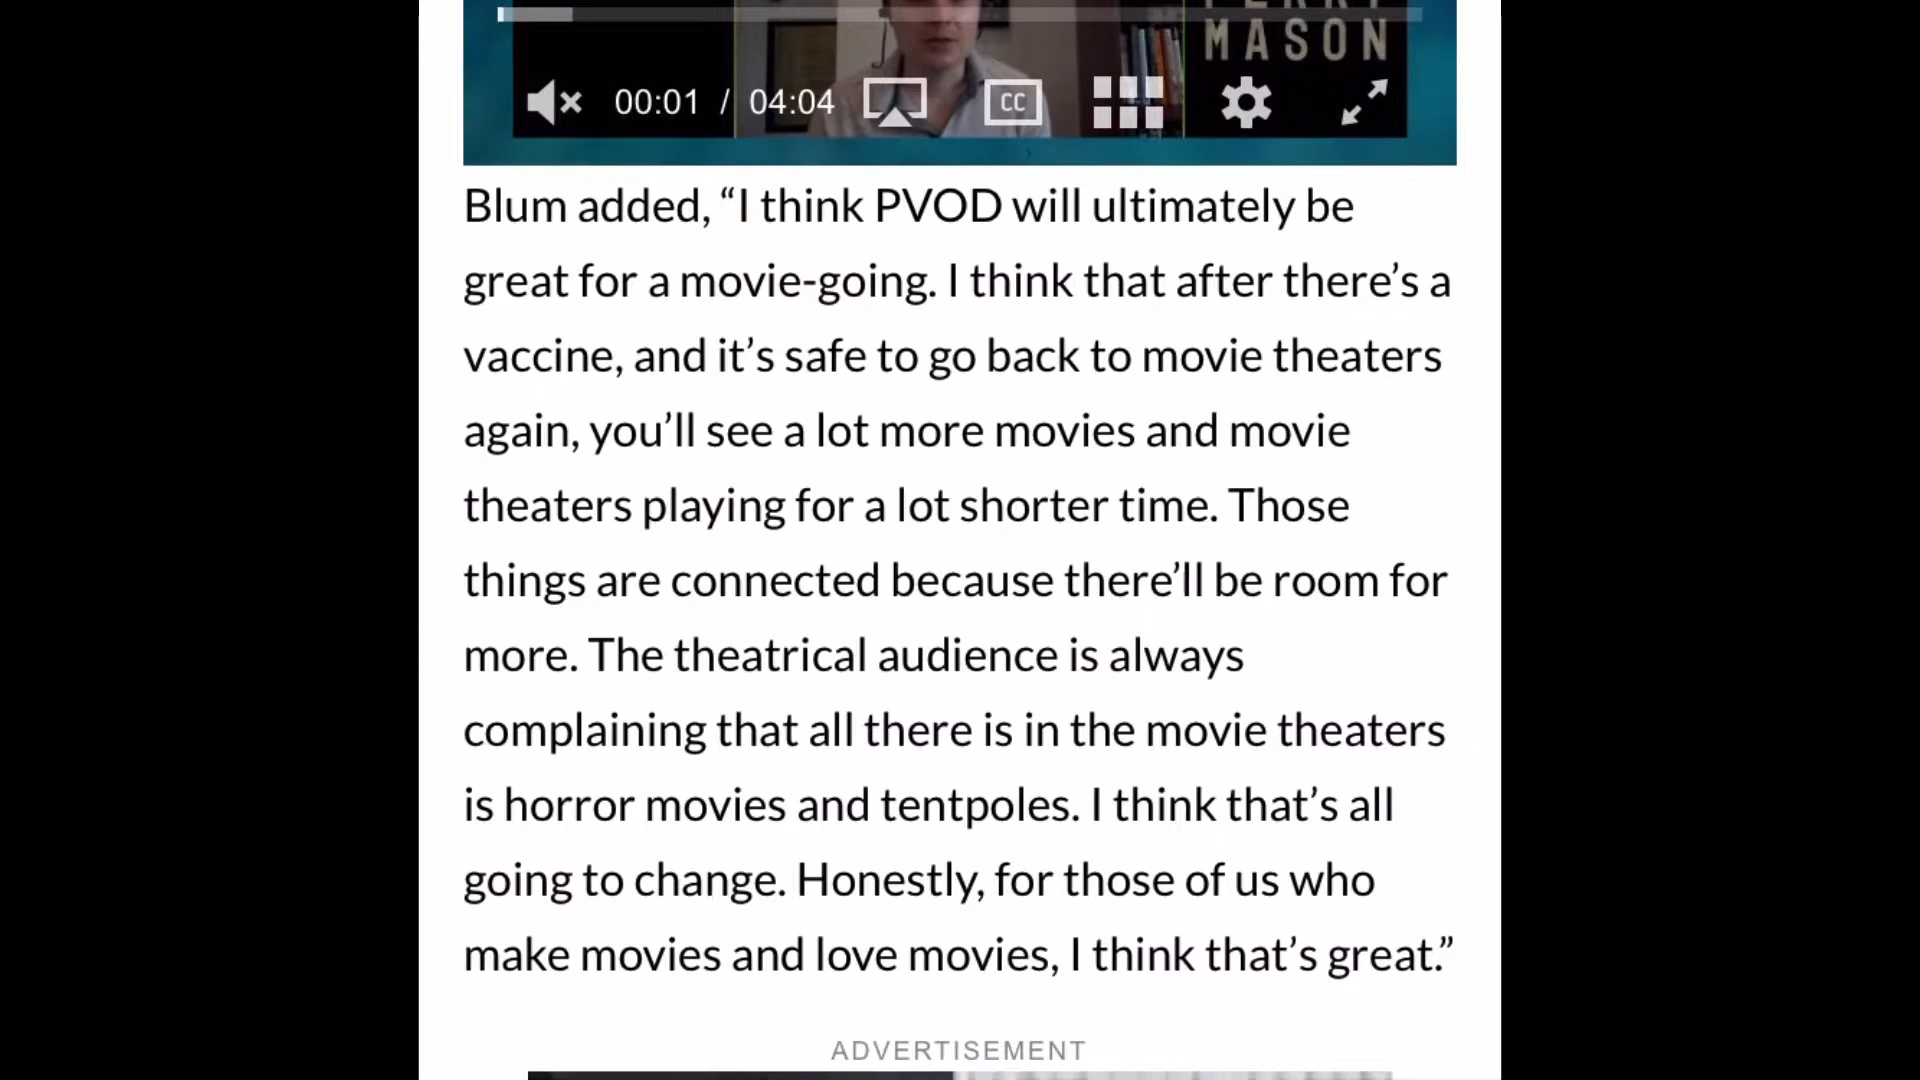 MASON
00:01 / 04:04
CC
Blum added, “I think PVOD will ultimately be
great for a movie-going. I think that after there’s a
vaccine, and it’s safe to go back to movie theaters
again, you’ll see a lot more movies and movie
theaters playing for a lot shorter time. Those
things are connected because there’ll be room for
more. The theatrical audience is always
complaining that all there is in the movie theaters
is horror movies and tentpoles. I think that’s all
going to change. Honestly, for those of us who
make movies and love movies, I think that’s great.”
ADVERTISEMENT